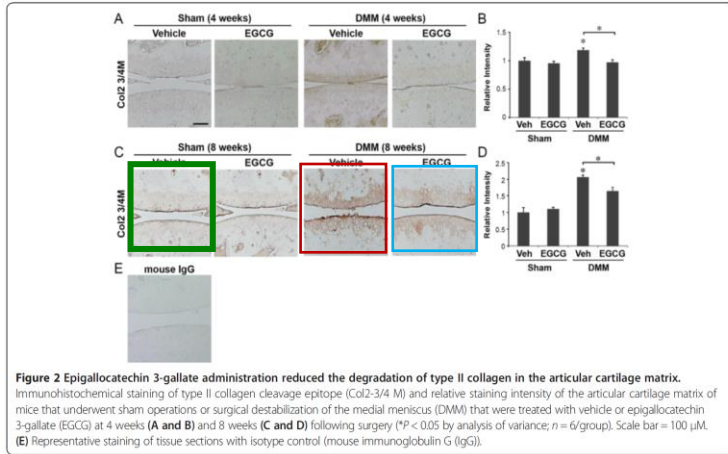 A
Sham (4 weeks)
DMM (4 weeks)
Vehicle
EGCG
Vehicle
EGCG
Col2 3/4M
B
Relative Intensity
1.5
1
0.5
0
*
*
Veh
EGCG
Veh
EGCG
Sham
DMM
C
Sham (8 weeks)
DMM (8 weeks)
Vehicle
EGCG
Vehicle
EGCG
Col2 3/4M
D
Relative Intensity
2.5
2
1.5
1
0.5
0
*
*
Veh
EGCG
Veh
EGCG
Sham
DMM
E
mouse IgG
Figure 2 Epigallocatechin 3-gallate administration reduced the degradation of type II collagen in the articular cartilage matrix.
Immunohistochemical staining of type II collagen cleavage epitope (Col2-3/4 M) and relative staining intensity of the articular cartilage matrix of
mice that underwent sham operations or surgical destabilization of the medial meniscus (DMM) that were treated with vehicle or epigallocatechin
3-gallate (EGCG) at 4 weeks (A and B) and 8 weeks (C and D) following surgery (*P < 0.05 by analysis of variance; n = 6/group). Scale bar = 100 μM.
(E) Representative staining of tissue sections with isotype control (mouse immunoglobulin G (IgG)).